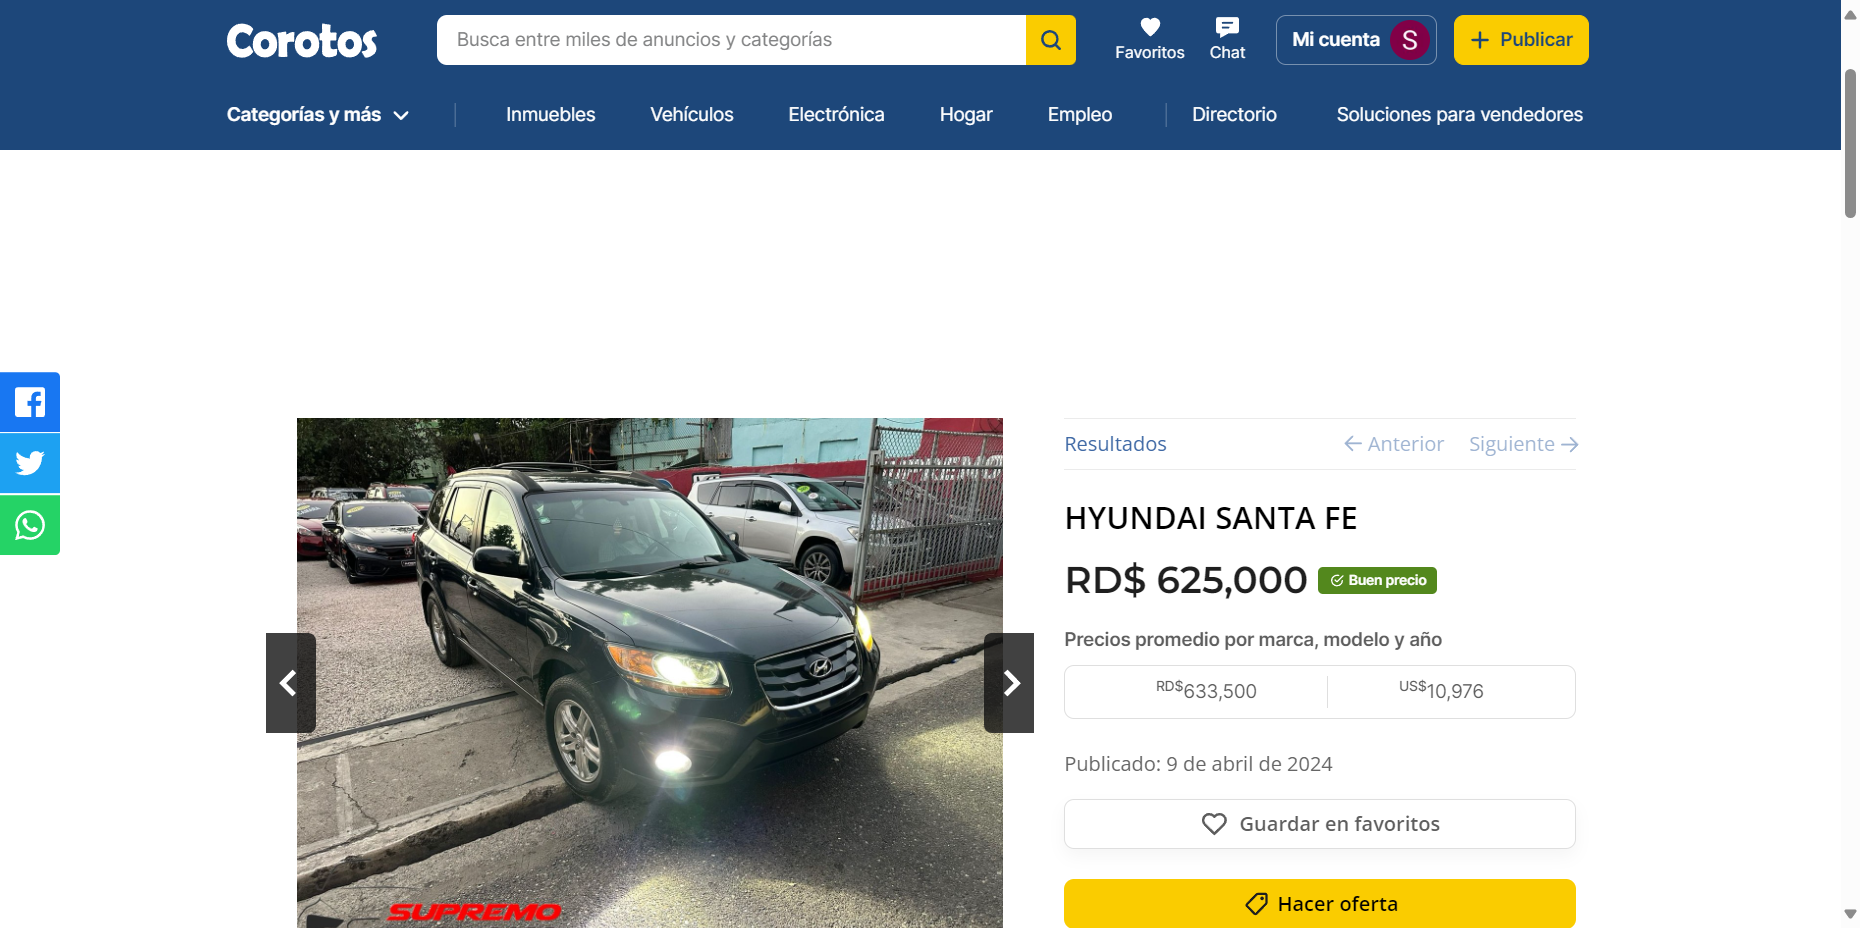 Corotos
Busca entre miles de anuncios y categorías
Favoritos
Chat
Mi cuenta
S
Publicar
Categorías y más
Inmuebles
Vehículos
Electrónica
Hogar
Empleo
Directorio
Soluciones para vendedores
Resultados
Anterior
Siguiente
HYUNDAI SANTA FE
RD$ 625,000
Buen precio
Precios promedio por marca, modelo y año
RD$633,500
US$10,976
Publicado: 9 de abril de 2024
Guardar en favoritos
Hacer oferta
SUPREMO